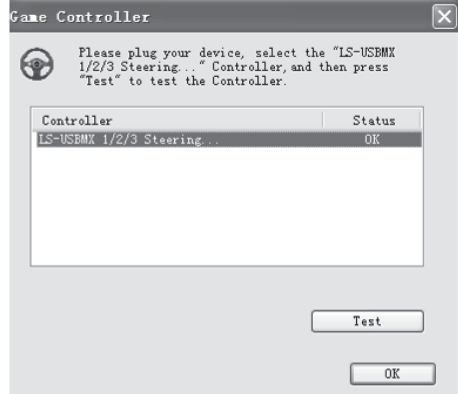 Game Controller
Please plug your device, select the "LS-USBMX
1/2/3 Steering..." Controller, and then press
"Test" to test the Controller.
Controller Status
LS-USBMX 1/2/3 Steering... OK
Test
OK